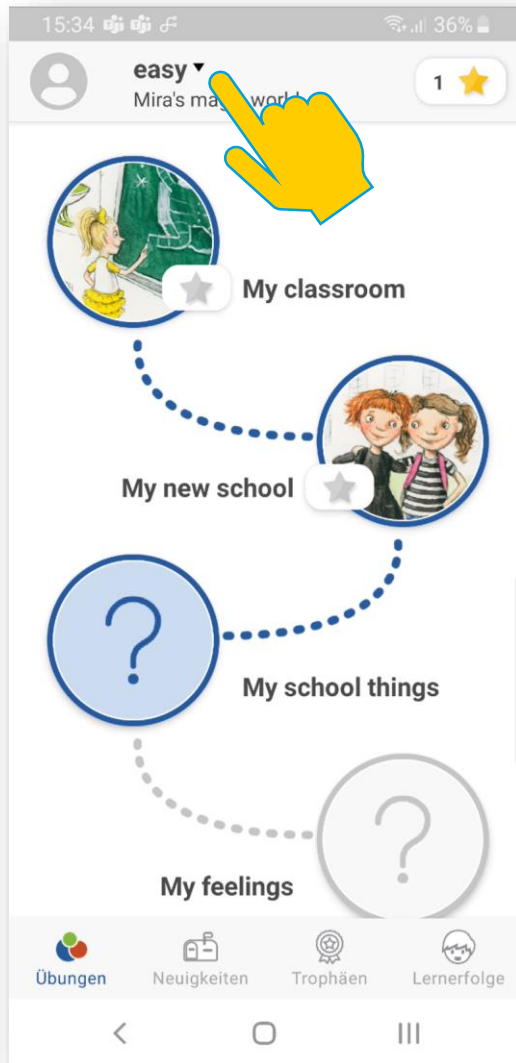 15:34 36%
easy
1
Mira's
My classroom
My new school
?
My school things
?
My feelings
Übungen Neuigkeiten Trophäen Lernerfolge